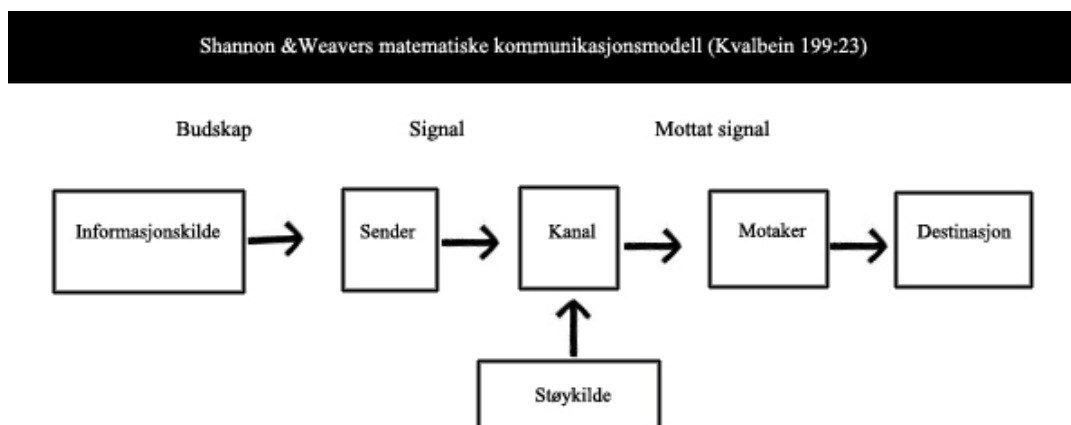 Shannon &Weavers matematiske kommunikasjonsmodell (Kvalbein 199:23)
Budskap Signal Mottat signal
Informasjonskilde Sender Kanal Motaker Destinasjon
Støykilde